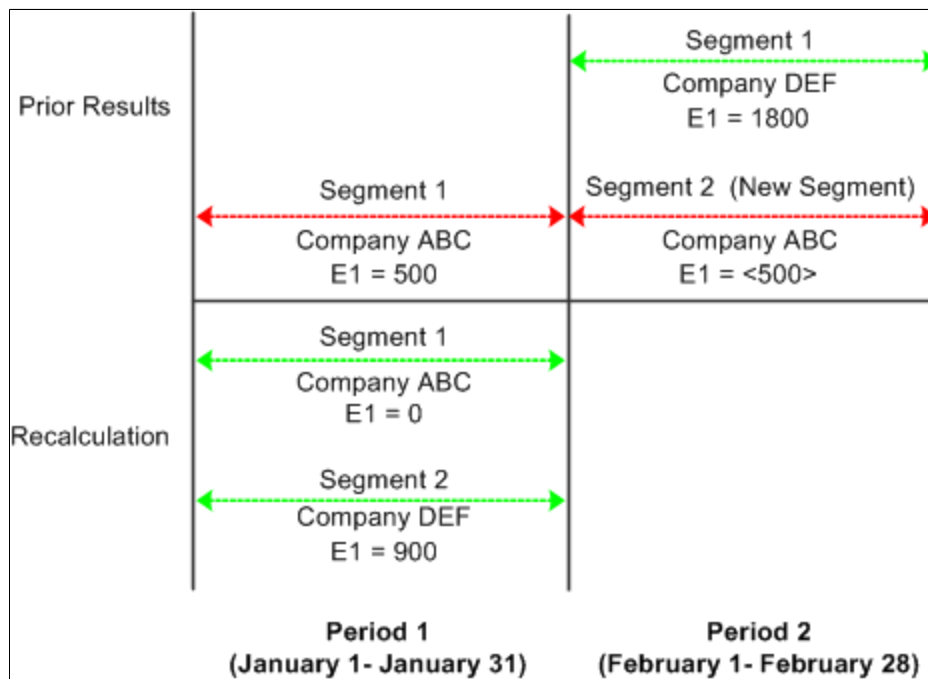 Segment 1
Company DEF
E1 = 1800
Prior Results
Segment 1
Company ABC
E1 = 500
Segment 2 (New Segment)
Company ABC
E1 = <500>
Segment 1
Company ABC
E1 = 0
Recalculation
Segment 2
Company DEF
E1 = 900
Period 1
(January 1- January 31)
Period 2
(February 1- February 28)